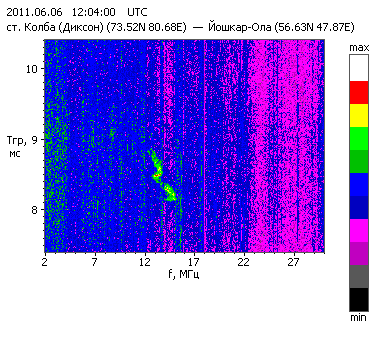 2011.06.06 12:04:00 UTC
ст. Колба (Диксон) (73.52N 80.68E) — Йошкар-Ола (56.63N 47.87E)
max
10
9
Tгр,
мс
8
2 7 12 17 22 27
f, МГц
min